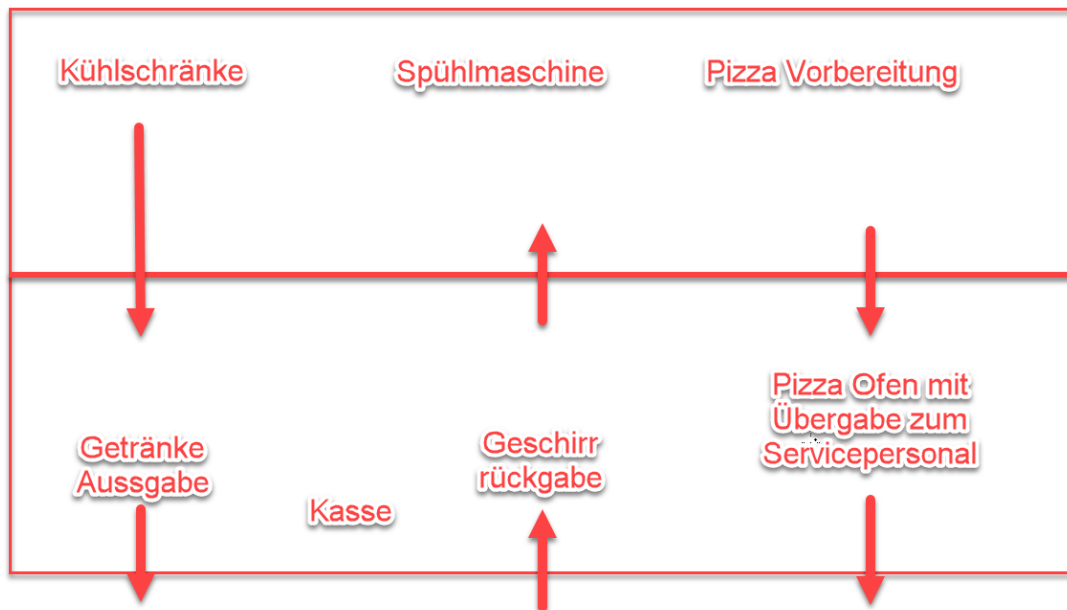 Kühlschränke
Spühlmaschine
Pizza Vorbereitung
Pizza Ofen mit
Übergabe zum
Servicepersonal
Getränke
Aussgabe
Geschirr
rückgabe
Kasse